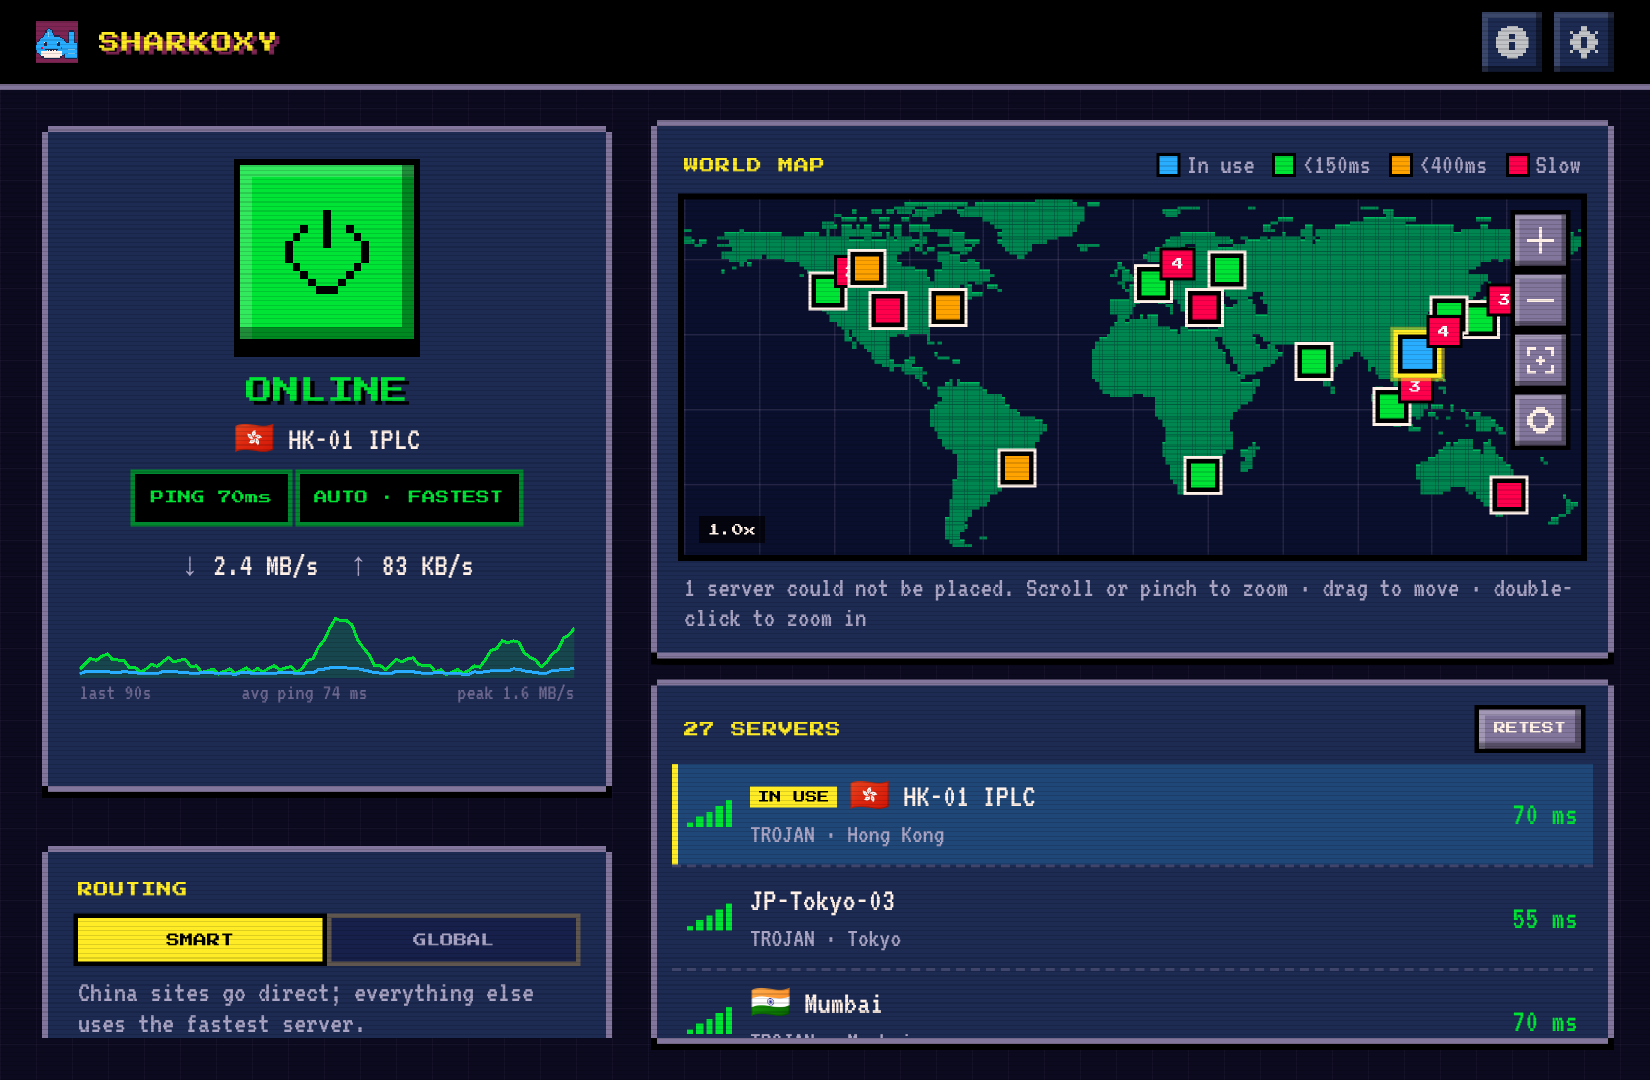 SHARKOXY
ONLINE
HK-01 IPLC
PING 70ms
AUTO · FASTEST
↓ 2.4 MB/s ↑ 83 KB/s
last 90s
avg ping 74 ms
peak 1.6 MB/s
ROUTING
SMART
GLOBAL
China sites go direct; everything else
uses the fastest server.
WORLD MAP
In use
<150ms
<400ms
Slow
4
3
4
3
1.0x
1 server could not be placed. Scroll or pinch to zoom · drag to move · double-
click to zoom in
27 SERVERS
RETEST
IN USE
HK-01 IPLC
70 ms
TROJAN · Hong Kong
JP-Tokyo-03
55 ms
TROJAN · Tokyo
Mumbai
70 ms